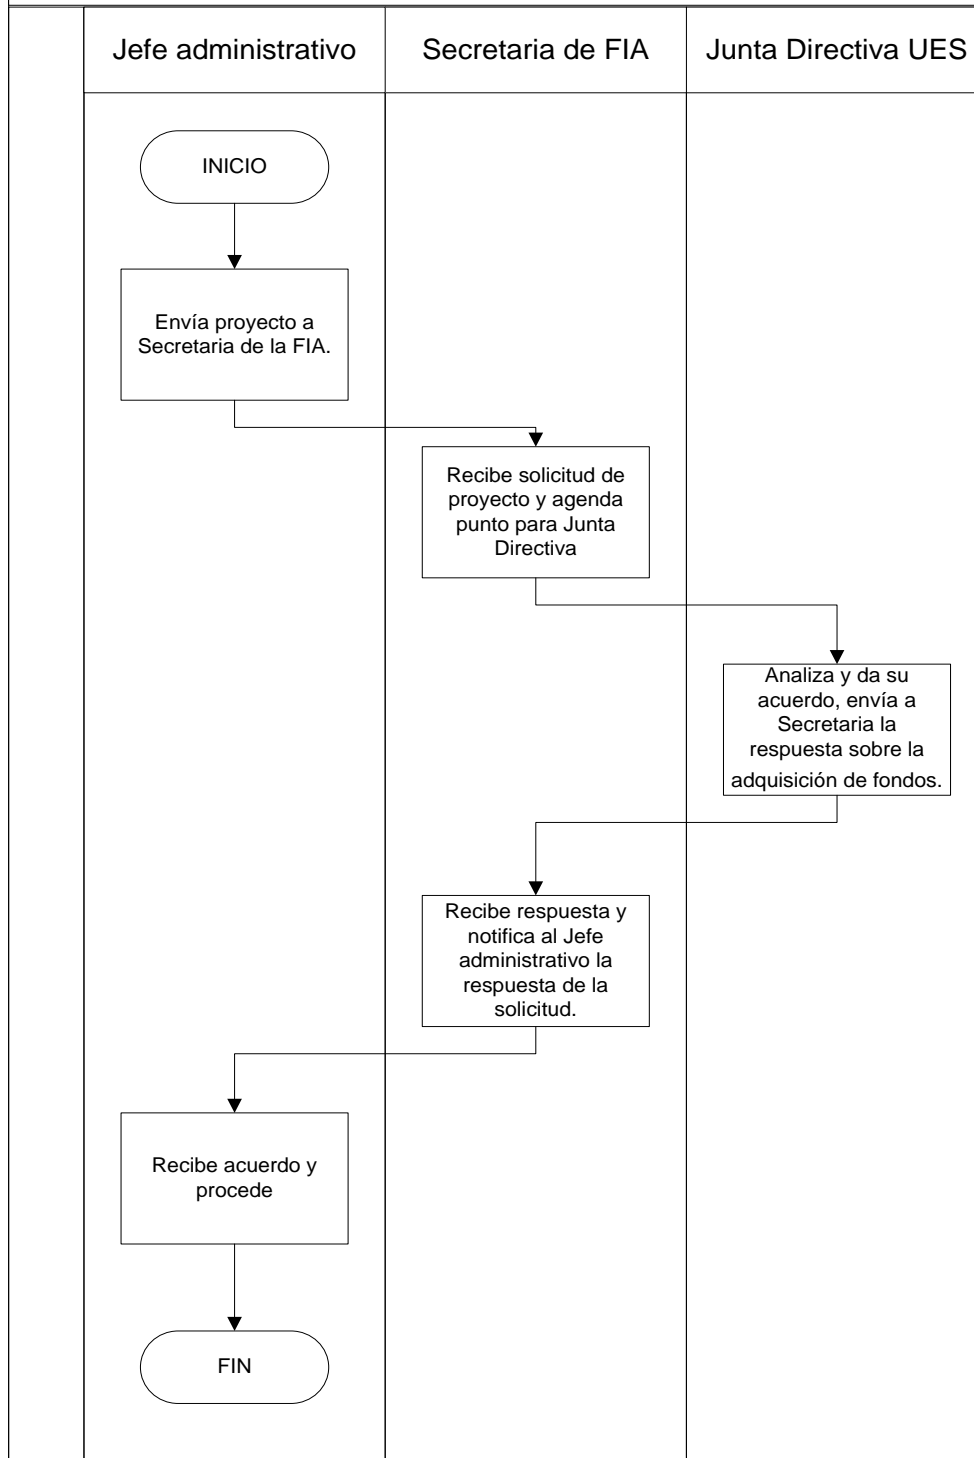 Jefe administrativo
Secretaria de FIA
Junta Directiva UES
INICIO
Envía proyecto a
Secretaria de la FIA.
Recibe solicitud de
proyecto y agenda
punto para Junta
Directiva
Analiza y da su
acuerdo, envía a
Secretaria la
respuesta sobre la
adquisición de fondos.
Recibe respuesta y
notifica al Jefe
administrativo la
respuesta de la
solicitud.
Recibe acuerdo y
procede
FIN